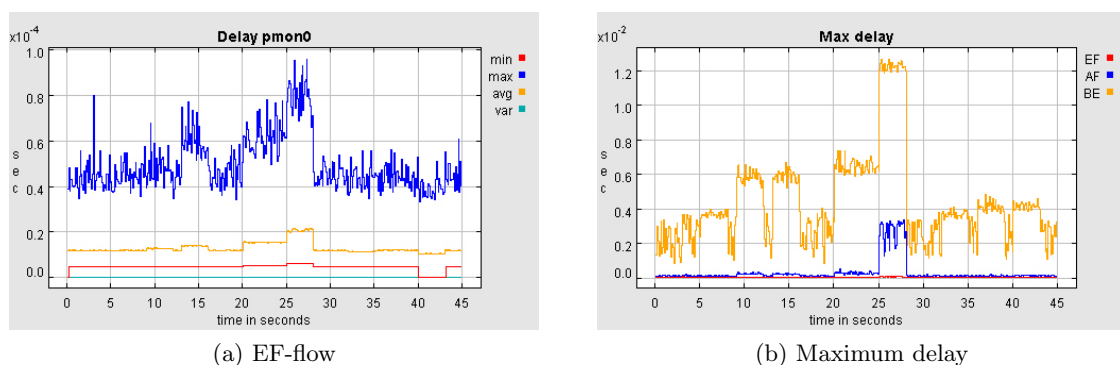 Delay pmon0
x10^-4
1.0
0.8
0.6
0.4
0.2
0.0
sec
0 5 10 15 20 25 30 35 40 45
time in seconds
min
max
avg
var
(a) EF-flow
Max delay
x10^-2
1.2
1.0
0.8
0.6
0.4
0.2
0.0
sec
0 5 10 15 20 25 30 35 40 45
time in seconds
EF
AF
BE
(b) Maximum delay